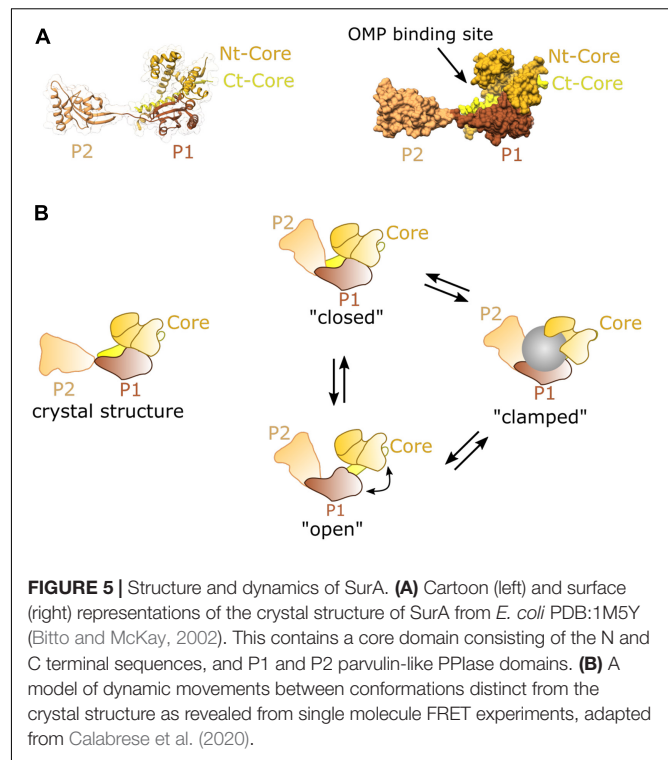 A
OMP binding site
Nt-Core
Nt-Core
Ct-Core
Ct-Core
P2
P1
P2
P1
B
P2
Core
P1
"closed"
Core
P2
P1
crystal structure
P2
Core
P1
"clamped"
P2
Core
P1
"open"
FIGURE 5 | Structure and dynamics of SurA. (A) Cartoon (left) and surface
(right) representations of the crystal structure of SurA from E. coli PDB:1M5Y
(Bitto and McKay, 2002). This contains a core domain consisting of the N and
C terminal sequences, and P1 and P2 parvulin-like PPIase domains. (B) A
model of dynamic movements between conformations distinct from the
crystal structure as revealed from single molecule FRET experiments, adapted
from Calabrese et al. (2020).